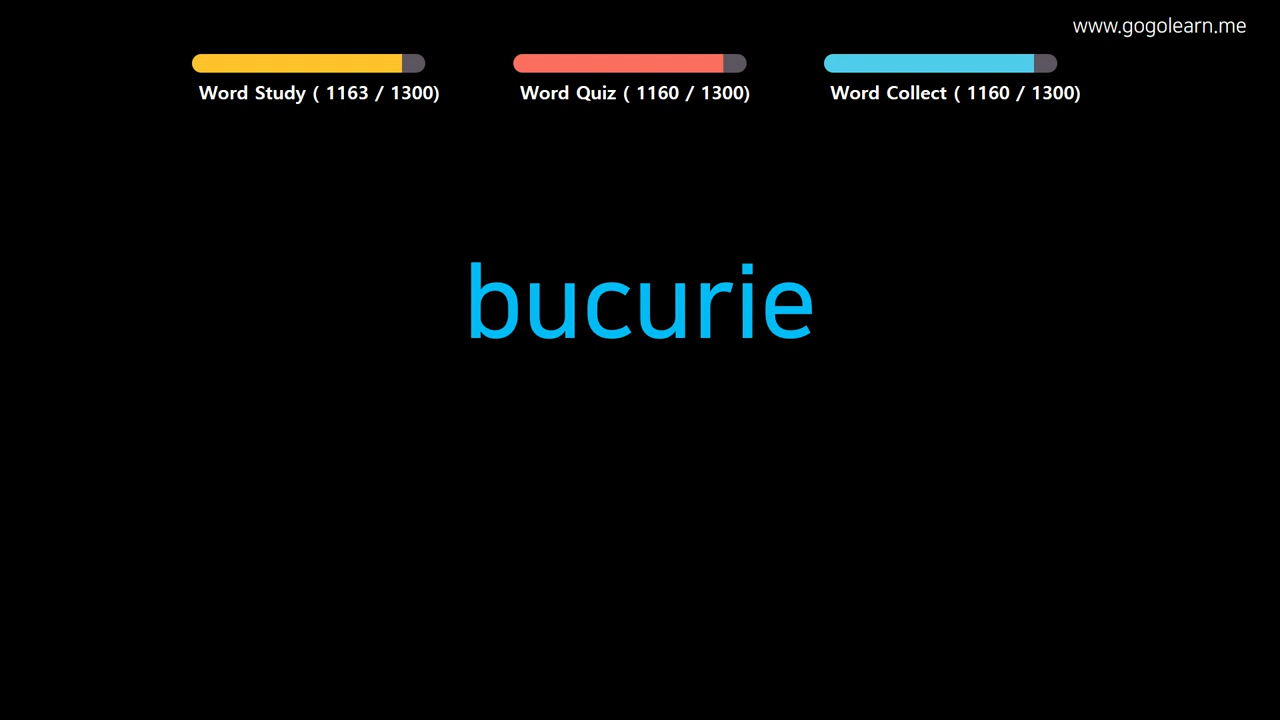 www.gogolearn.me
Word Study ( 1163 / 1300)
Word Quiz ( 1160 / 1300)
Word Collect ( 1160 / 1300)
bucurie